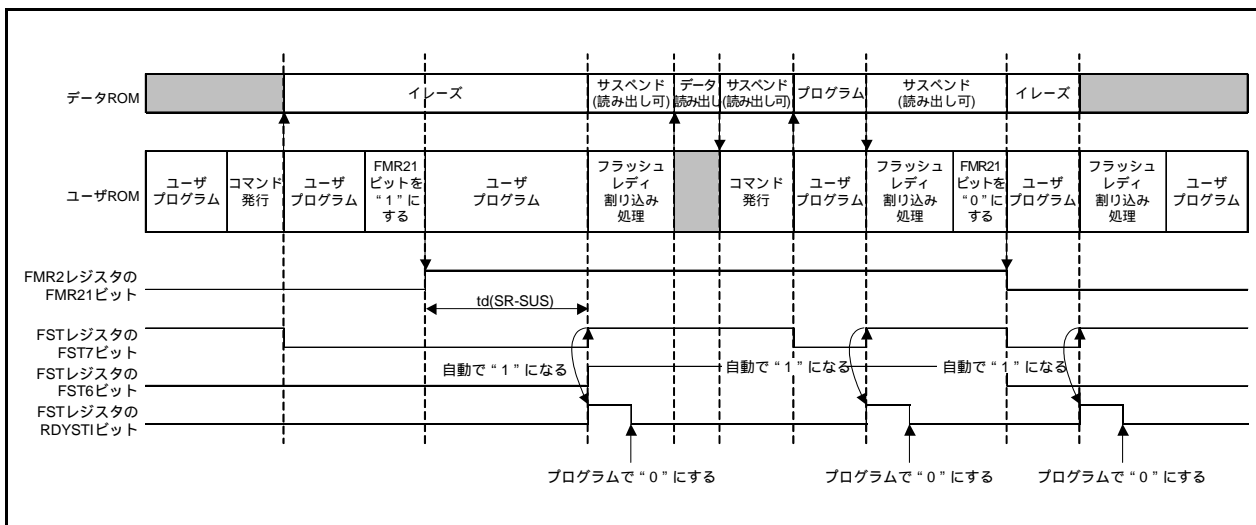 データROM
イレーズ
サスペンド
(読み出し可)
データ
読み出し
サスペンド
(読み出し可)
プログラム
サスペンド
(読み出し可)
イレーズ
ユーザROM
ユーザ
プログラム
コマンド
発行
ユーザ
プログラム
FMR21
ビットを
“1”に
する
ユーザ
プログラム
フラッシュ
レディ
割り込み
処理
コマンド
発行
ユーザ
プログラム
フラッシュ
レディ
割り込み
処理
FMR21
ビットを
“0”に
する
ユーザ
プログラム
フラッシュ
レディ
割り込み
処理
ユーザ
プログラム
FMR2レジスタの
FMR21ビット
td(SR-SUS)
FSTレジスタの
FST7ビット
自動で“1”になる
自動で“1”になる
自動で“1”になる
FSTレジスタの
FST6ビット
FSTレジスタの
RDYSTIビット
プログラムで“0”にする
プログラムで“0”にする
プログラムで“0”にする